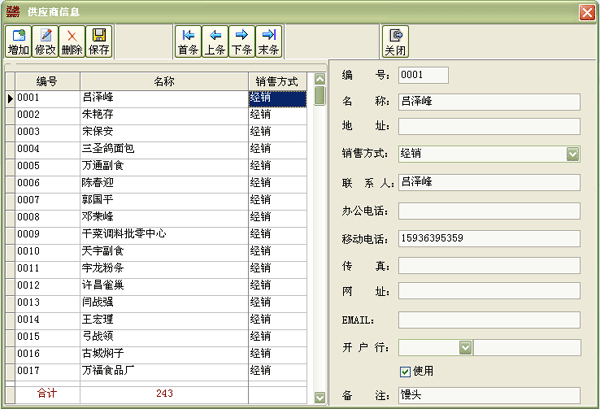 供应商信息
增加 修改 删除 保存 首条 上条 下条 末条 关闭
编号 名称 销售方式
0001 吕泽峰 经销
0002 朱艳存 经销
0003 宋保安 经销
0004 三圣鸽面包 经销
0005 万通副食 经销
0006 陈春迎 经销
0007 郭国平 经销
0008 邓荣峰 经销
0009 干菜调料批零中心 经销
0010 天宇副食 经销
0011 宇龙粉条 经销
0012 许昌雀巢 经销
0013 闫战强 经销
0014 王宏理 经销
0015 弓战领 经销
0016 古城焖子 经销
0017 万福食品厂 经销
合计 243
编 号: 0001
名 称: 吕泽峰
地 址:
销售方式: 经销
联 系 人: 吕泽峰
办公电话:
移动电话: 15936395359
传 真:
网 址:
EMAIL:
开 户 行:
使用
备 注: 馒头